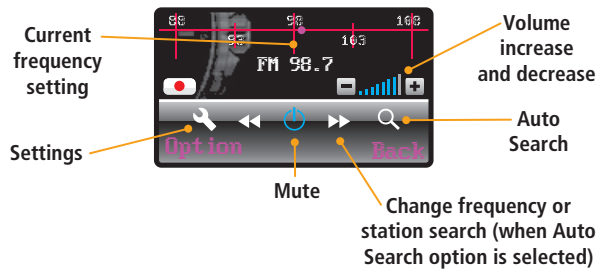 Current
frequency
setting
88 98 108
93 103
FM 98.7
Volume
increase
and decrease
Auto
Search
Settings
Option Back
Mute
Change frequency or
station search (when Auto
Search option is selected)